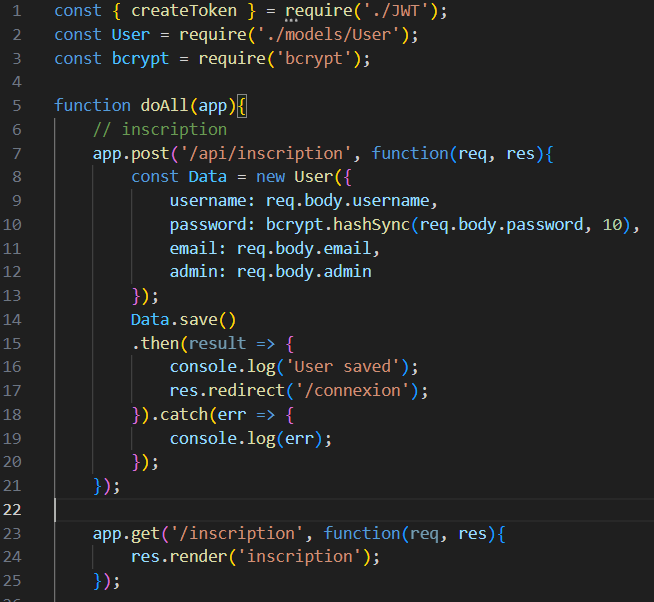 1 const { createToken } = require('./JWT');
2 const User = require('./models/User');
3 const bcrypt = require('bcrypt');
4
5 function doAll(app){
6 // inscription
7 app.post('/api/inscription', function(req, res){
8 const Data = new User({
9 username: req.body.username,
10 password: bcrypt.hashSync(req.body.password, 10),
11 email: req.body.email,
12 admin: req.body.admin
13 });
14 Data.save()
15 .then(result => {
16 console.log('User saved');
17 res.redirect('/connexion');
18 }).catch(err => {
19 console.log(err);
20 });
21 });
22
23 app.get('/inscription', function(req, res){
24 res.render('inscription');
25 });